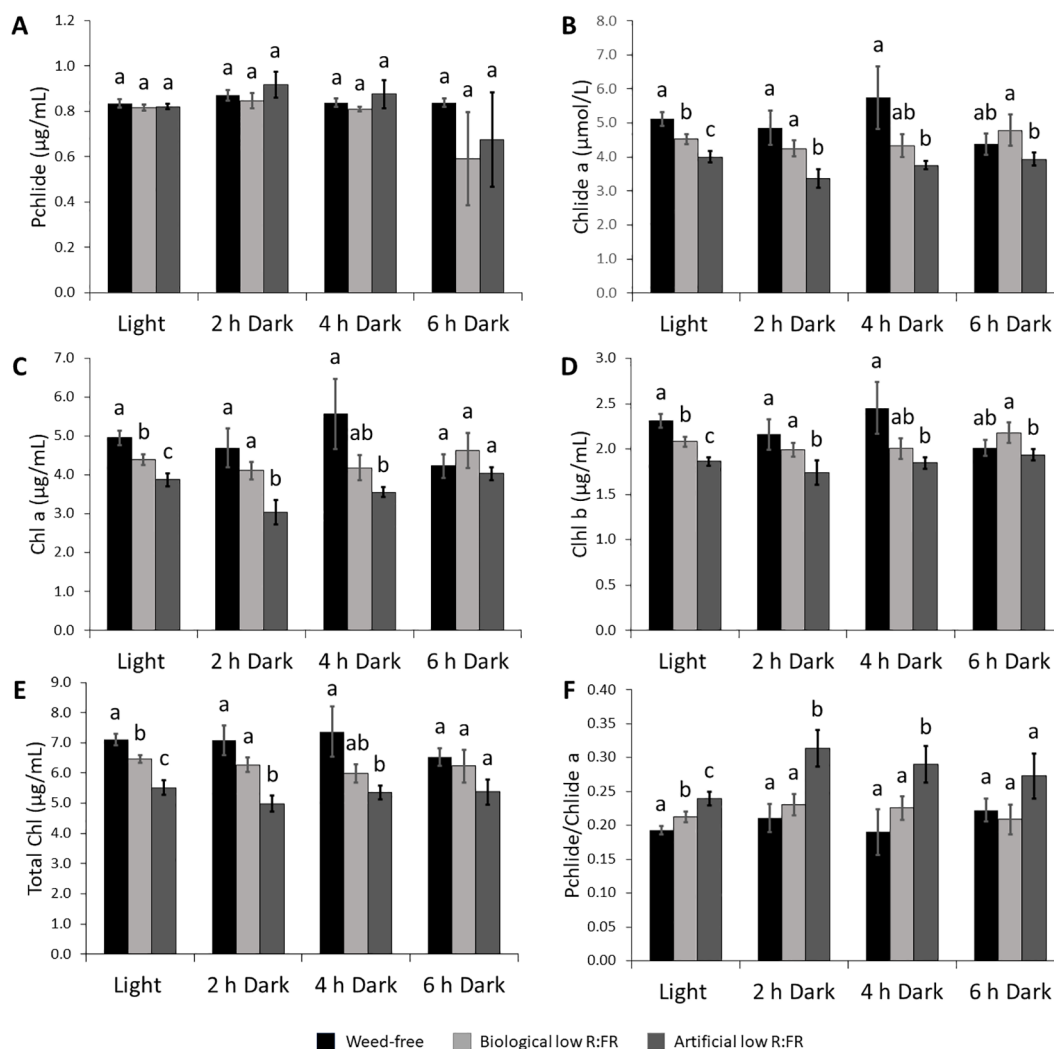 A
Pchlide (µg/mL)
1.2
1.0
0.8
0.6
0.4
0.2
0.0
a a a
a a a
a a a
a a a
Light 2 h Dark 4 h Dark 6 h Dark
B
Chlide a (µmol/L)
8.0
7.0
6.0
5.0
4.0
3.0
2.0
1.0
0.0
a b c
a a b
a ab b
ab a b
Light 2 h Dark 4 h Dark 6 h Dark
C
Chl a (µg/mL)
7.0
6.0
5.0
4.0
3.0
2.0
1.0
0.0
a b c
a a b
a ab b
a a a
Light 2 h Dark 4 h Dark 6 h Dark
D
Clhl b (µg/mL)
3.0
2.5
2.0
1.5
1.0
0.5
0.0
a b c
a a b
a ab b
ab a b
Light 2 h Dark 4 h Dark 6 h Dark
E
Total Chl (µg/mL)
9.0
8.0
7.0
6.0
5.0
4.0
3.0
2.0
1.0
0.0
a b c
a a b
a ab b
a a a
Light 2 h Dark 4 h Dark 6 h Dark
F
Pchlide/Chlide a
0.40
0.35
0.30
0.25
0.20
0.15
0.10
0.05
0.00
a b c
a a b
a a b
a a a
Light 2 h Dark 4 h Dark 6 h Dark
Weed-free Biological low R:FR Artificial low R:FR